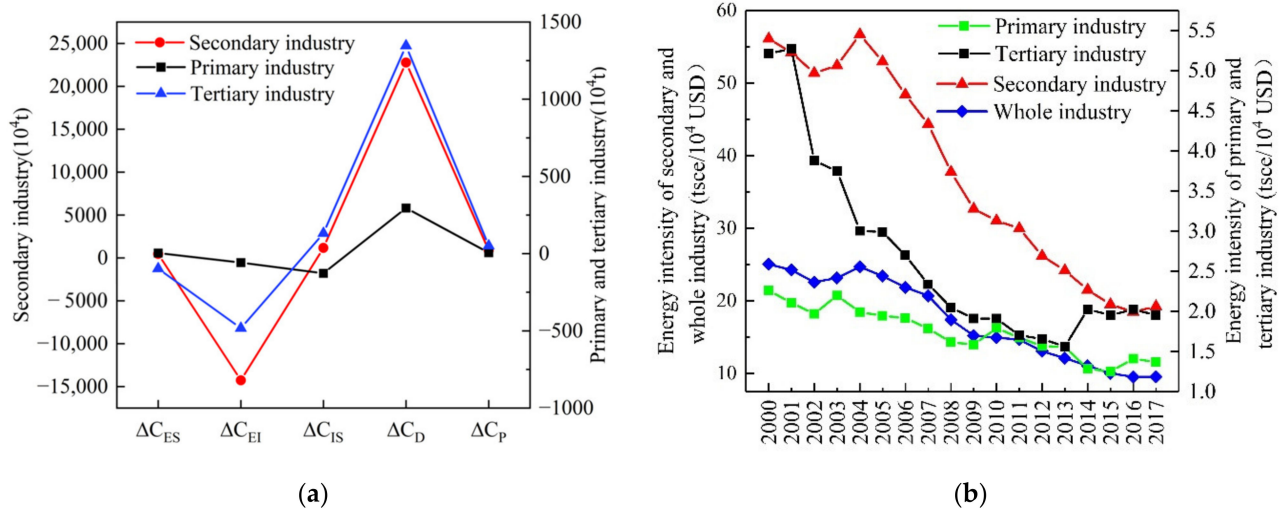 Secondary industry(10⁴t)
25,000
20,000
15,000
10,000
5000
0
−5000
−10,000
−15,000
Secondary industry
Primary industry
Tertiary industry
1500
1000
500
0
−500
−1000
Primary and tertiary industry(10⁴t)
ΔC_ES ΔC_EI ΔC_IS ΔC_D ΔC_P
(a)
Energy intensity of secondary and
whole industry (tsce/10⁴ USD)
60
50
40
30
20
10
Primary industry
Tertiary industry
Secondary industry
Whole industry
5.5
5.0
4.5
4.0
3.5
3.0
2.5
2.0
1.5
1.0
Energy intensity of primary and
tertiary industry (tsce/10⁴ USD)
2000 2001 2002 2003 2004 2005 2006 2007 2008 2009 2010 2011 2012 2013 2014 2015 2016 2017
(b)